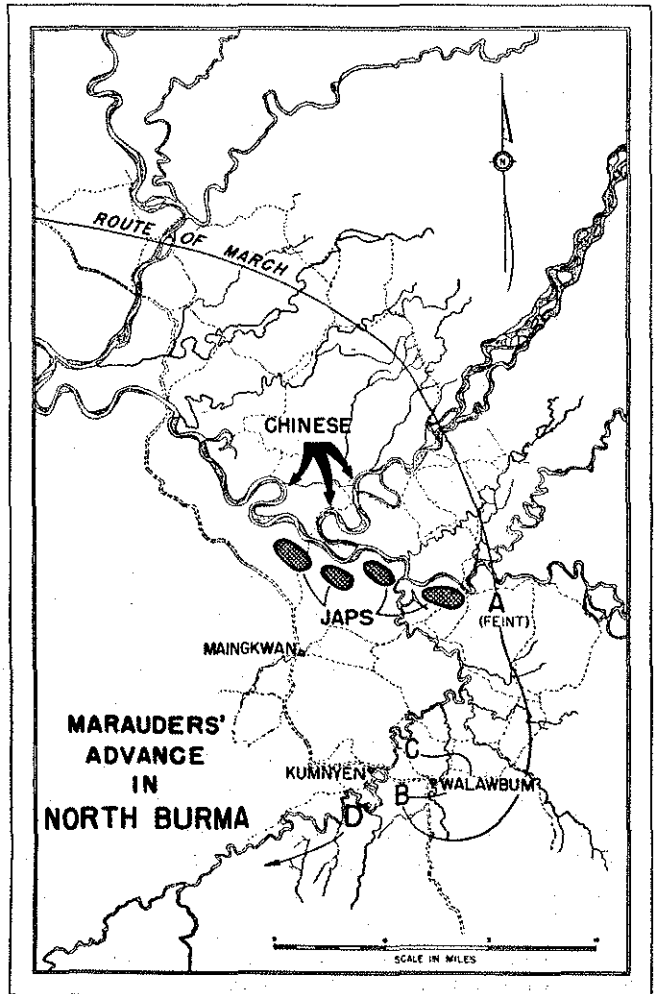 N
ROUTE OF MARCH
CHINESE
JAPS
A
(FEINT)
MAINGKWAN
MARAUDERS'
ADVANCE
IN
NORTH BURMA
C
KUMNYEN
WALAWBUM
B
D
SCALE IN MILES